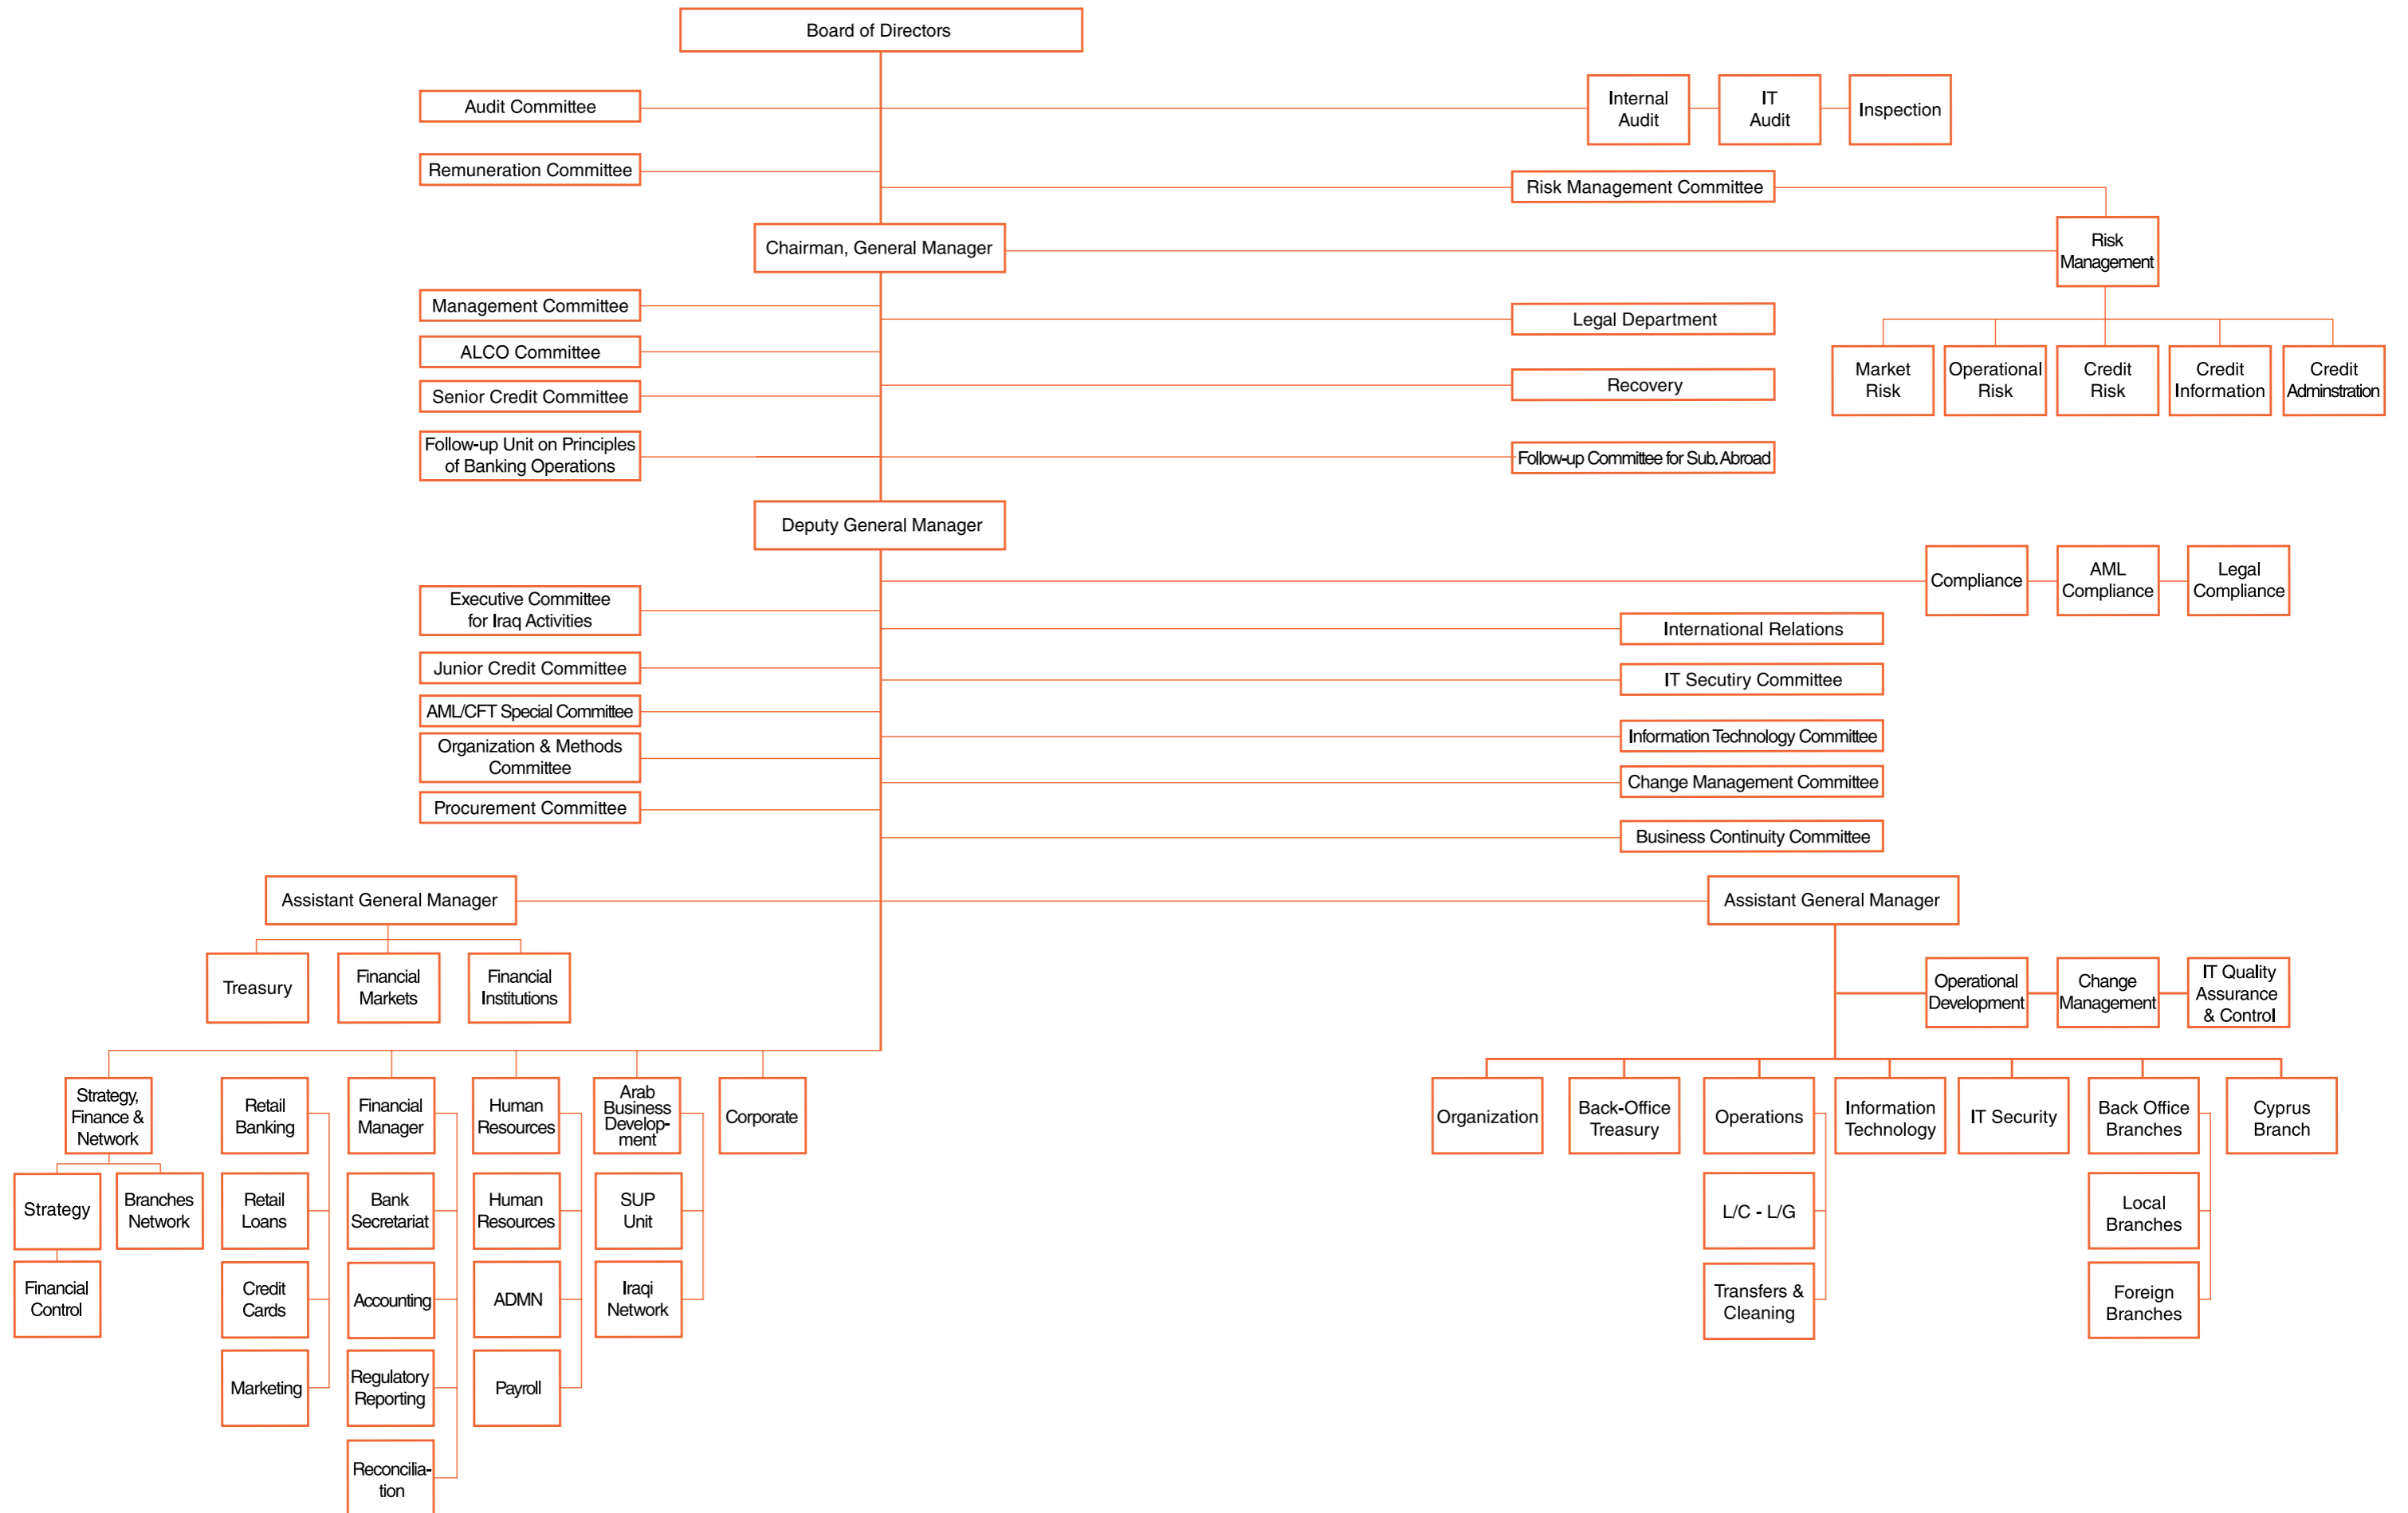 Board of Directors
Audit Committee
Internal
Audit
IT
Audit
Inspection
Remuneration Committee
Risk Management Committee
Chairman, General Manager
Risk
Management
Management Committee
Legal Department
ALCO Committee
Market
Risk
Operational
Risk
Credit
Risk
Credit
Information
Credit
Adminstration
Senior Credit Committee
Recovery
Follow-up Unit on Principles
of Banking Operations
Follow-up Committee for Sub. Abroad
Deputy General Manager
Compliance
AML
Compliance
Legal
Compliance
Executive Committee
for Iraq Activities
International Relations
Junior Credit Committee
IT Secutiry Committee
AML/CFT Special Committee
Information Technology Committee
Organization & Methods
Committee
Change Management Committee
Procurement Committee
Business Continuity Committee
Assistant General Manager
Assistant General Manager
Treasury
Financial
Markets
Financial
Institutions
Operational
Development
Change
Management
IT Quality
Assurance
& Control
Strategy,
Finance &
Network
Retail
Banking
Financial
Manager
Human
Resources
Arab
Business
Develop-
ment
Corporate
Organization
Back-Office
Treasury
Operations
Information
Technology
IT Security
Back Office
Branches
Cyprus
Branch
Strategy
Branches
Network
Retail
Loans
Bank
Secretariat
Human
Resources
SUP
Unit
L/C - L/G
Local
Branches
Financial
Control
Credit
Cards
Accounting
ADMN
Iraqi
Network
Transfers &
Cleaning
Foreign
Branches
Marketing
Regulatory
Reporting
Payroll
Reconcilia-
tion